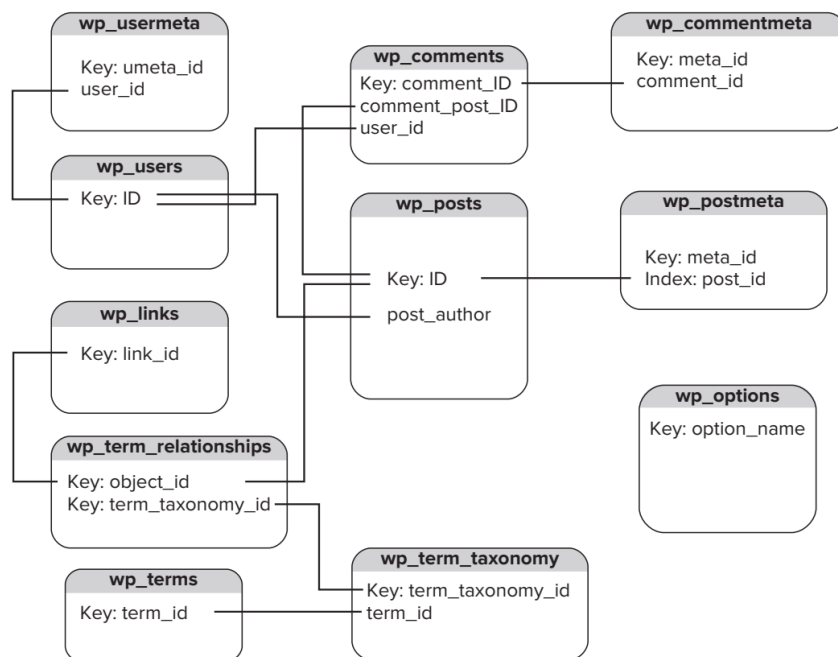 wp_usermeta
Key: umeta_id
user_id
wp_comments
Key: comment_ID
comment_post_ID
user_id
wp_commentmeta
Key: meta_id
comment_id
wp_users
Key: ID
wp_posts
Key: ID
post_author
wp_postmeta
Key: meta_id
Index: post_id
wp_links
Key: link_id
wp_options
Key: option_name
wp_term_relationships
Key: object_id
Key: term_taxonomy_id
wp_terms
Key: term_id
wp_term_taxonomy
Key: term_taxonomy_id
term_id